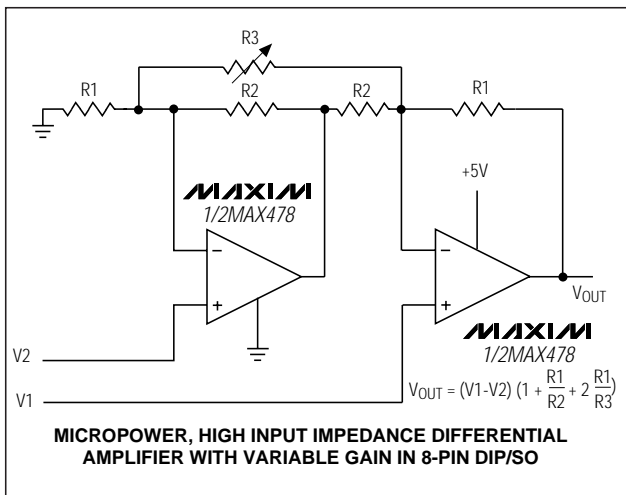 R3
R1
R2
R2
R1
+5V
MAXIM
1/2MAX478
−
+
−
+
VOUT
MAXIM
1/2MAX478
V2
V1
VOUT = (V1-V2) (1 + R1/R2 + 2 R1/R3)
MICROPOWER, HIGH INPUT IMPEDANCE DIFFERENTIAL
AMPLIFIER WITH VARIABLE GAIN IN 8-PIN DIP/SO